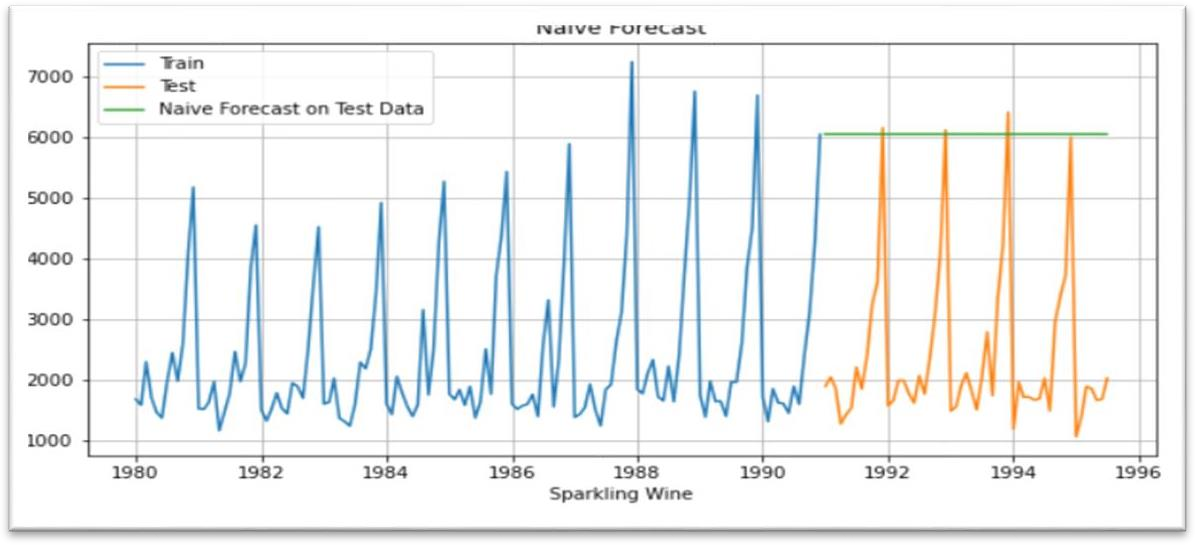 Naive Forecast
Train
Test
Naive Forecast on Test Data
7000
6000
5000
4000
3000
2000
1000
1980 1982 1984 1986 1988 1990 1992 1994 1996
Sparkling Wine